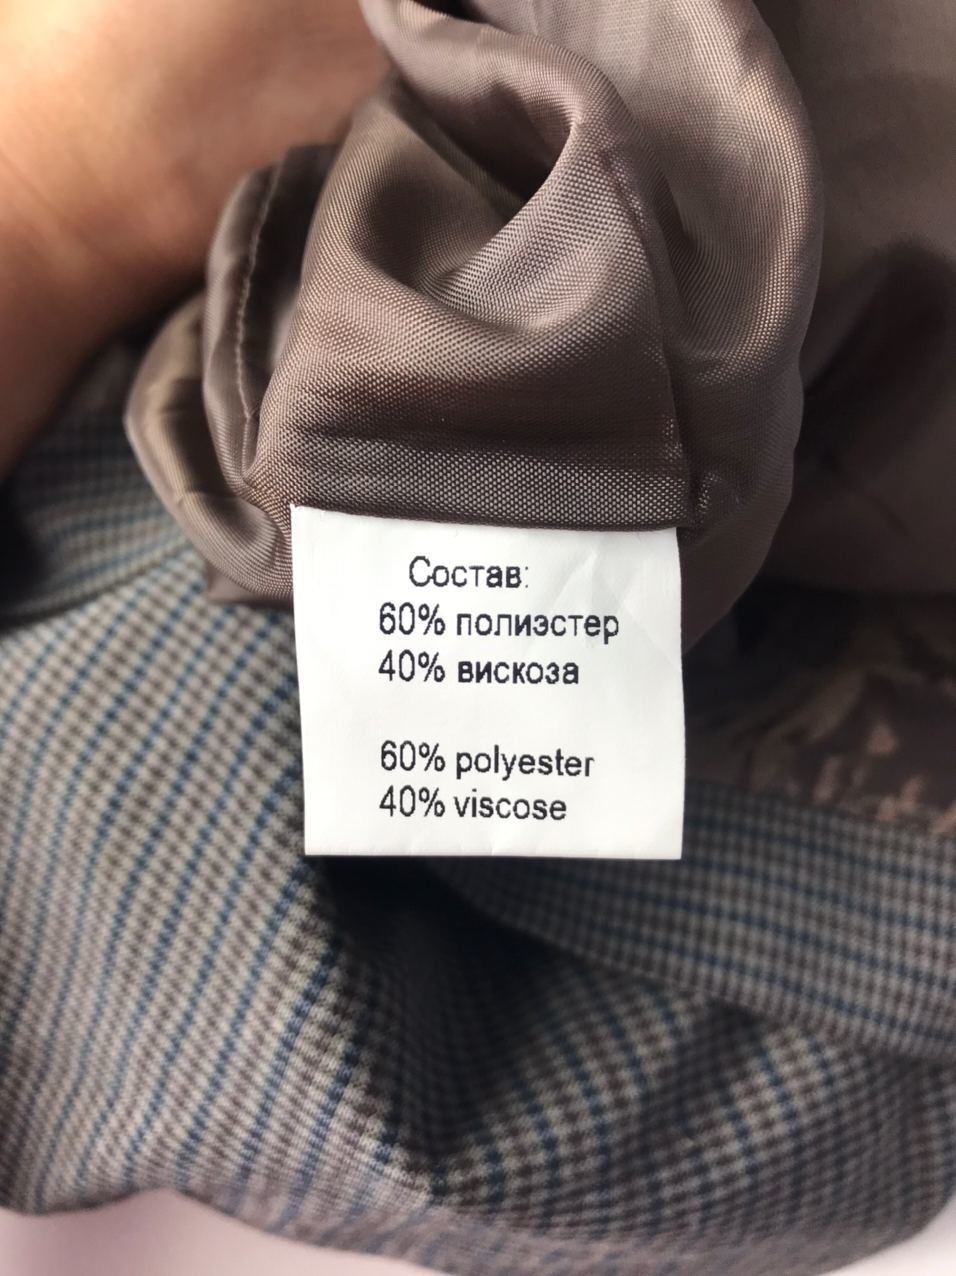 Состав:
60% полиэстер
40% вискоза
60% polyester
40% viscose